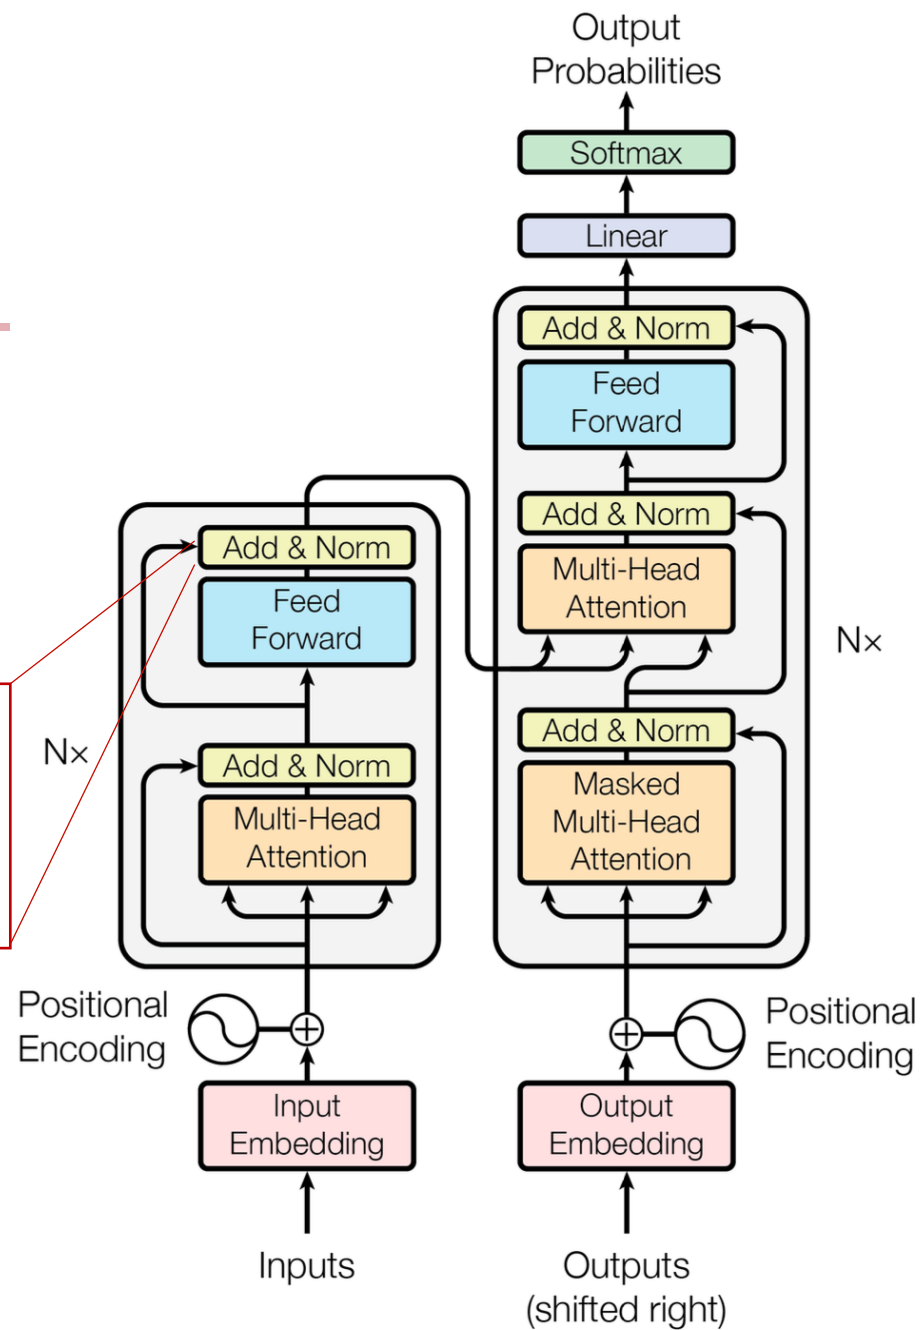 Output
Probabilities
Softmax
Linear
Add & Norm
Feed
Forward
Add & Norm
Multi-Head
Attention
Nx
Add & Norm
Masked
Multi-Head
Attention
Add & Norm
Feed
Forward
Nx
Add & Norm
Multi-Head
Attention
Positional
Encoding
Positional
Encoding
Input
Embedding
Output
Embedding
Inputs
Outputs
(shifted right)